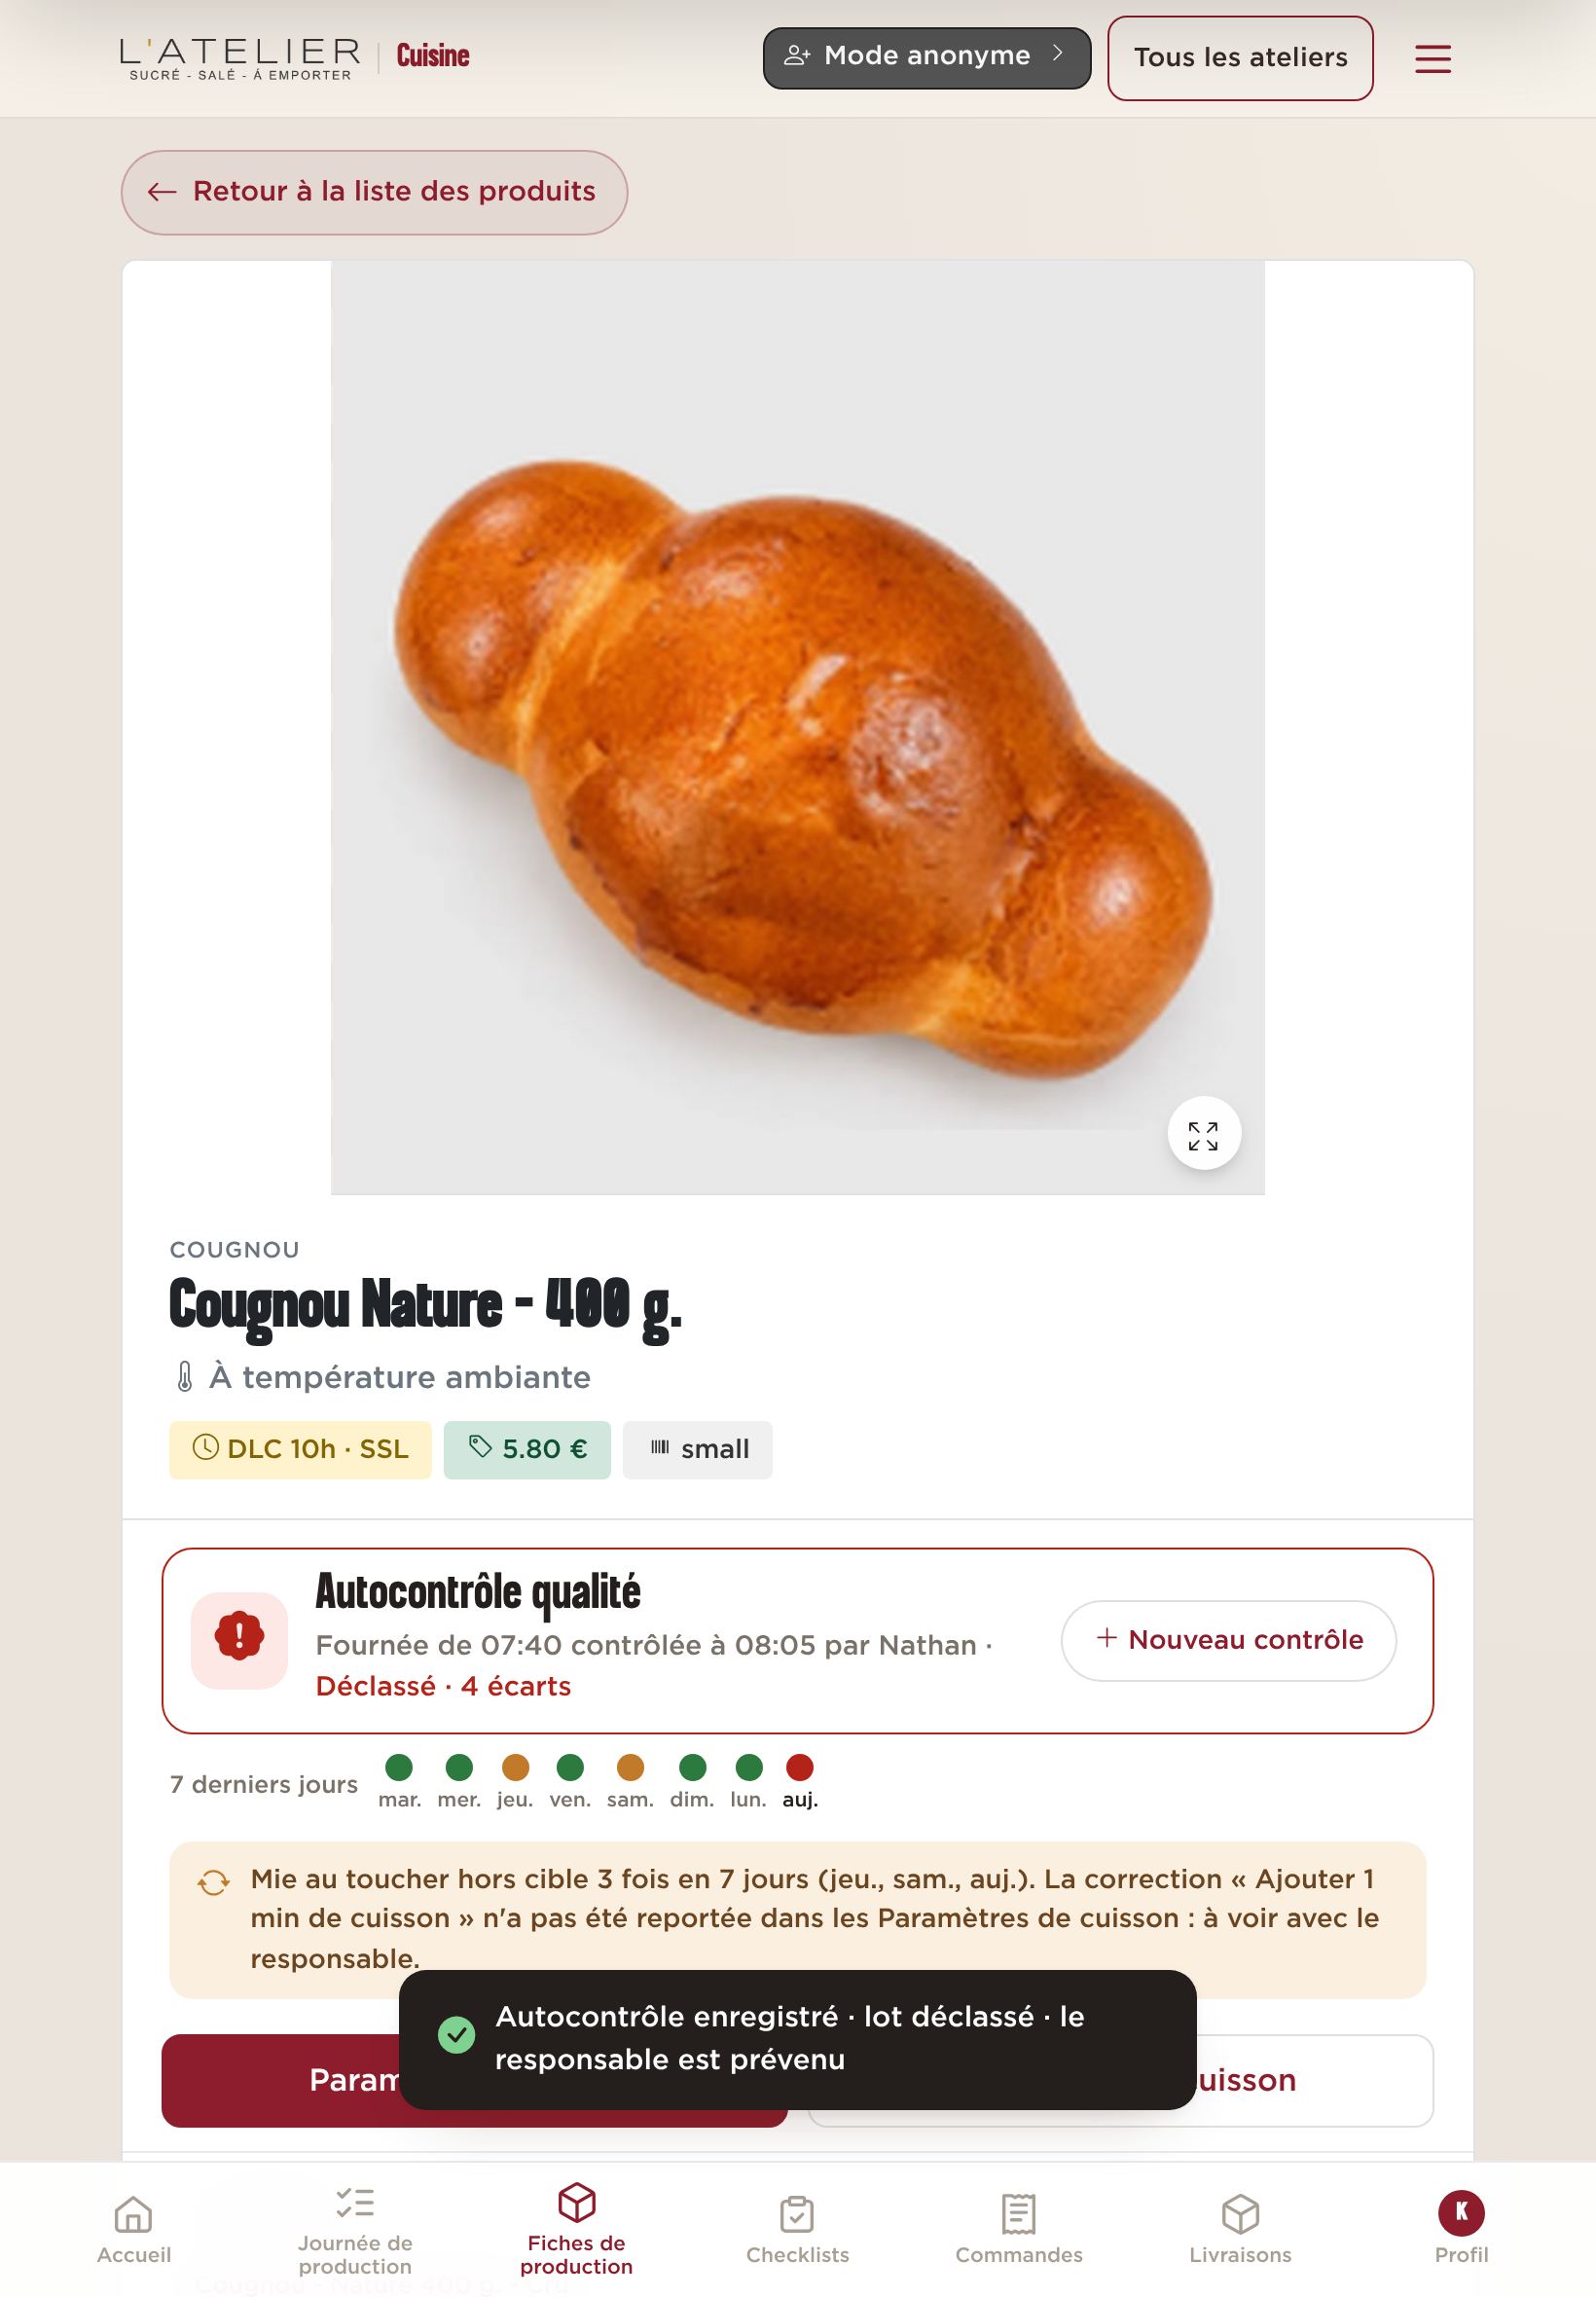 L'ATELIER
SUCRÉ - SALÉ - Á EMPORTER
Cuisine
Mode anonyme
Tous les ateliers
Retour à la liste des produits
COUGNOU
Cougnou Nature - 400 g.
À température ambiante
DLC 10h · SSL
5.80 €
small
Autocontrôle qualité
Fournée de 07:40 contrôlée à 08:05 par Nathan ·
Déclassé · 4 écarts
+ Nouveau contrôle
7 derniers jours
mar. mer. jeu. ven. sam. dim. lun. auj.
Mie au toucher hors cible 3 fois en 7 jours (jeu., sam., auj.). La correction « Ajouter 1
min de cuisson » n'a pas été reportée dans les Paramètres de cuisson : à voir avec le
responsable.
Autocontrôle enregistré · lot déclassé · le
responsable est prévenu
Param
uisson
Accueil
Journée de
production
Fiches de
production
Checklists
Commandes
Livraisons
K
Profil